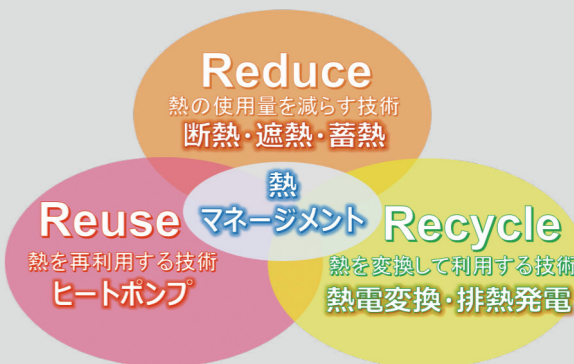 Reduce
熱の使用量を減らす技術
断熱・遮熱・蓄熱
熱
マネージメント
Reuse
熱を再利用する技術
ヒートポンプ
Recycle
熱を変換して利用する技術
熱電変換・排熱発電